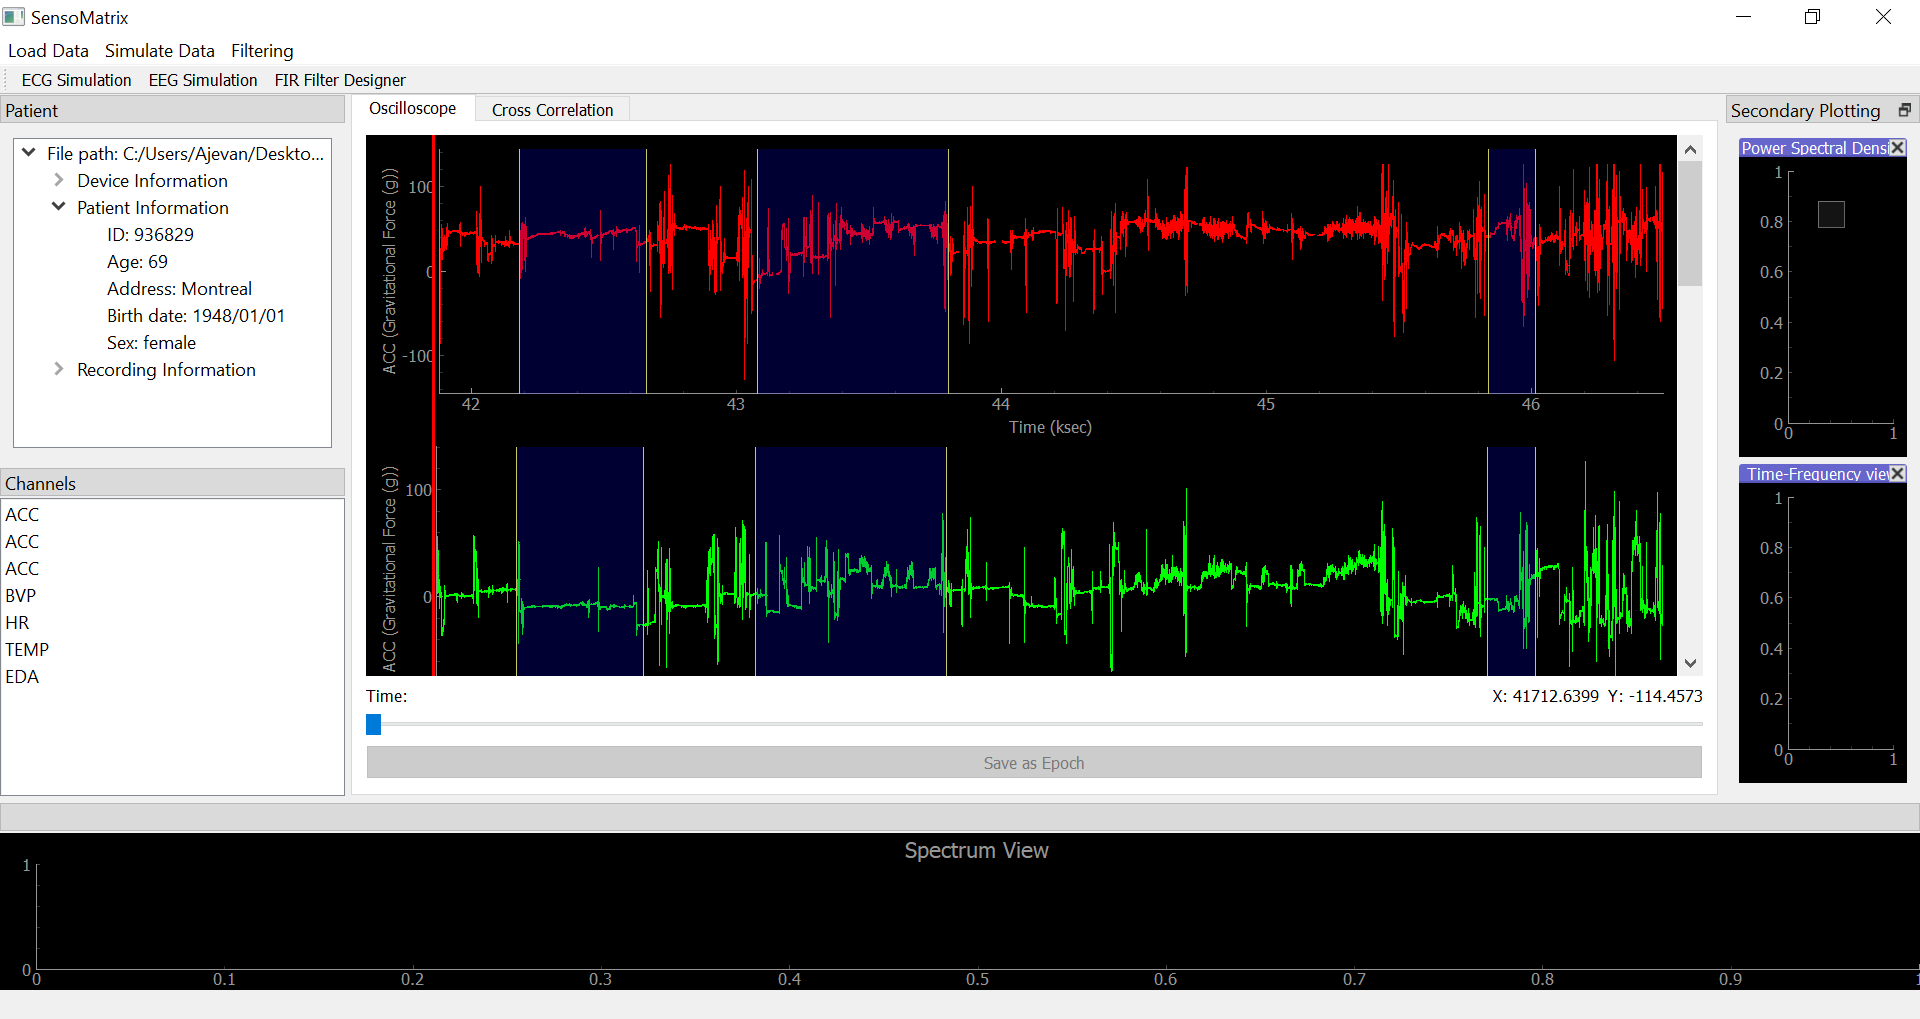 SensoMatrix
Load Data Simulate Data Filtering
ECG Simulation EEG Simulation FIR Filter Designer
Patient
File path: C:/Users/Ajevan/Deskto...
Device Information
Patient Information
ID: 936829
Age: 69
Address: Montreal
Birth date: 1948/01/01
Sex: female
Recording Information
Channels
ACC
ACC
ACC
BVP
HR
TEMP
EDA
Oscilloscope Cross Correlation
ACC (Gravitational Force (g))
100
0
-100
42 43 44 45 46
Time (ksec)
ACC (Gravitational Force (g))
100
0
Time: X: 41712.6399 Y: -114.4573
Save as Epoch
Secondary Plotting
Power Spectral Densi
1
0.8
0.6
0.4
0.2
0
0 1
Time-Frequency vie
1
0.8
0.6
0.4
0.2
0
0 1
Spectrum View
1
0
0 0.1 0.2 0.3 0.4 0.5 0.6 0.7 0.8 0.9 1